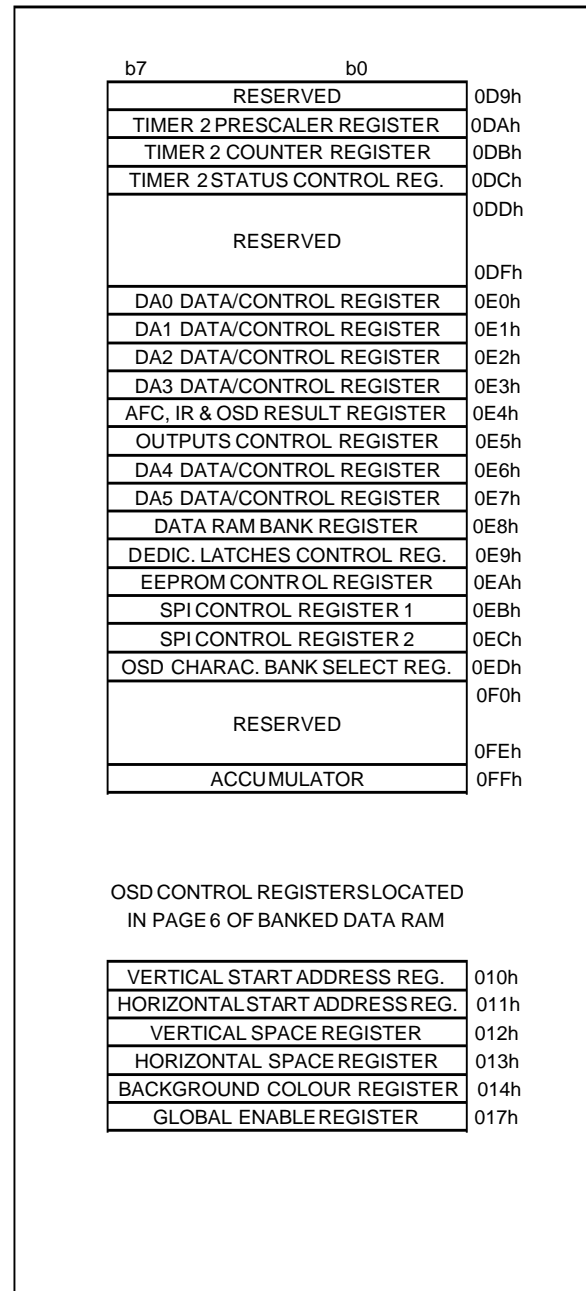 b7 b0
RESERVED 0D9h
TIMER 2 PRESCALER REGISTER 0DAh
TIMER 2 COUNTER REGISTER 0DBh
TIMER 2 STATUS CONTROL REG. 0DCh
0DDh
RESERVED
0DFh
DA0 DATA/CONTROL REGISTER 0E0h
DA1 DATA/CONTROL REGISTER 0E1h
DA2 DATA/CONTROL REGISTER 0E2h
DA3 DATA/CONTROL REGISTER 0E3h
AFC, IR & OSD RESULT REGISTER 0E4h
OUTPUTS CONTROL REGISTER 0E5h
DA4 DATA/CONTROL REGISTER 0E6h
DA5 DATA/CONTROL REGISTER 0E7h
DATA RAM BANK REGISTER 0E8h
DEDIC. LATCHES CONTROL REG. 0E9h
EEPROM CONTROL REGISTER 0EAh
SPI CONTROL REGISTER 1 0EBh
SPI CONTROL REGISTER 2 0ECh
OSD CHARAC. BANK SELECT REG. 0EDh
0F0h
RESERVED
0FEh
ACCUMULATOR 0FFh
OSD CONTROL REGISTERS LOCATED
IN PAGE 6 OF BANKED DATA RAM
VERTICAL START ADDRESS REG. 010h
HORIZONTAL START ADDRESS REG. 011h
VERTICAL SPACE REGISTER 012h
HORIZONTAL SPACE REGISTER 013h
BACKGROUND COLOUR REGISTER 014h
GLOBAL ENABLE REGISTER 017h